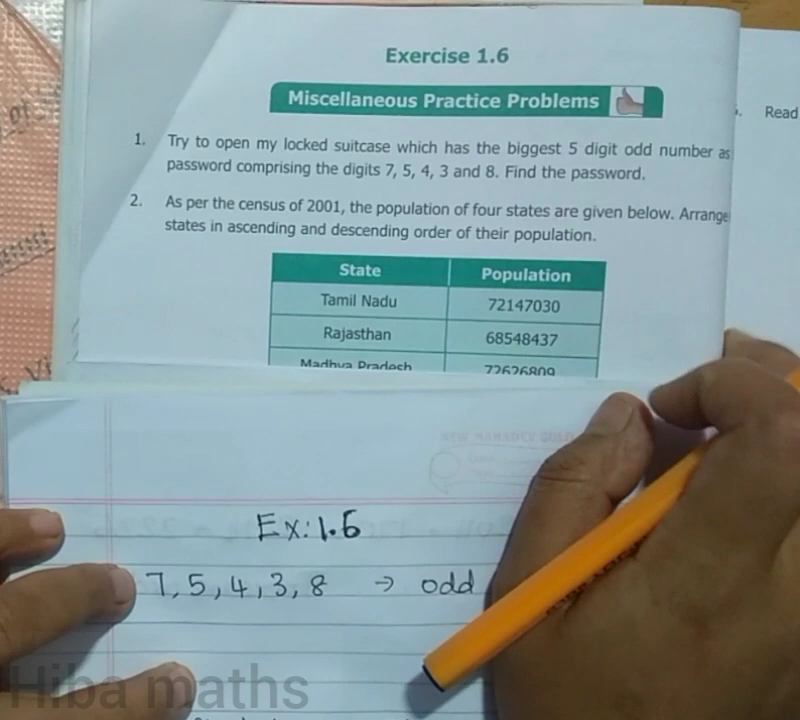 Exercise 1.6
Miscellaneous Practice Problems
1. Try to open my locked suitcase which has the biggest 5 digit odd number as
password comprising the digits 7, 5, 4, 3 and 8. Find the password.
2. As per the census of 2001, the population of four states are given below. Arrange
states in ascending and descending order of their population.
State Population
Tamil Nadu 72147030
Rajasthan 68548437
Madhya Pradesh 72626809
Read
Ex: 1.6
7, 5, 4, 3, 8 → odd
Hiba maths